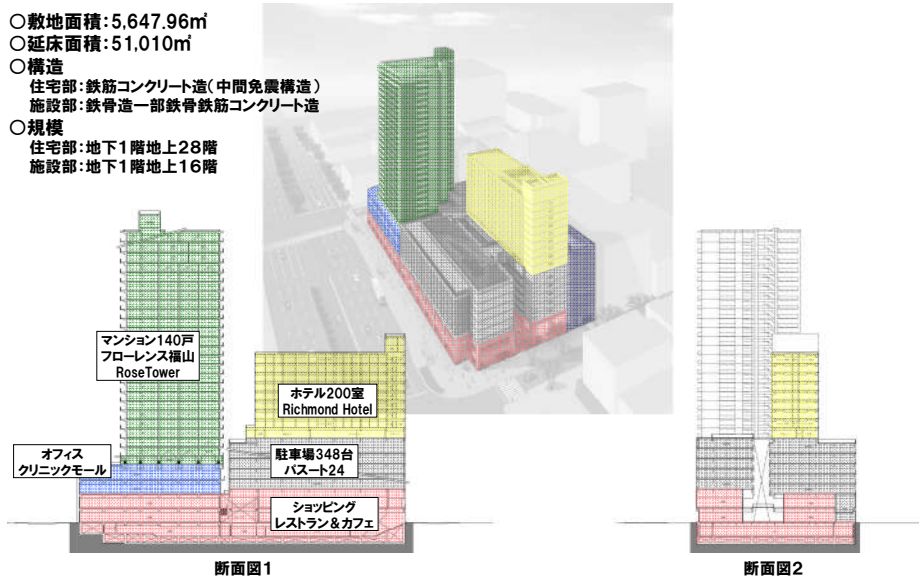 ○敷地面積：5,647.96㎡
○延床面積：51,010㎡
○構造
住宅部：鉄筋コンクリート造（中間免震構造）
施設部：鉄骨造一部鉄骨鉄筋コンクリート造
○規模
住宅部：地下1階地上28階
施設部：地下1階地上16階
マンション140戸
フローレンス福山
RoseTower
ホテル200室
Richmond Hotel
オフィス
クリニックモール
駐車場348台
パスート24
ショッピング
レストラン＆カフェ
断面図1
断面図2